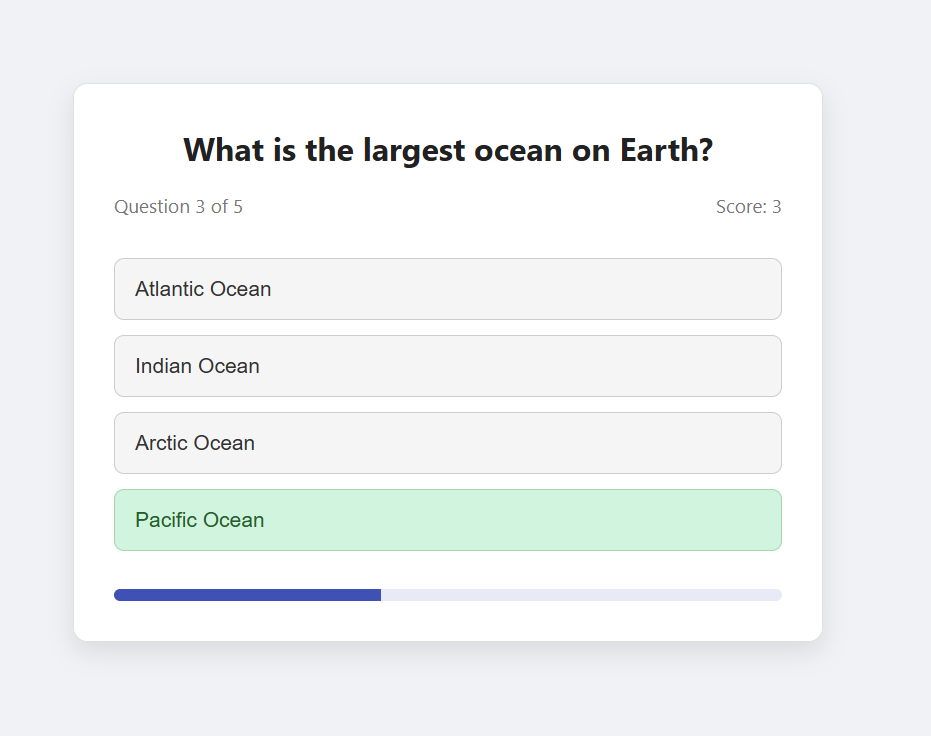 What is the largest ocean on Earth?
Question 3 of 5
Score: 3
Atlantic Ocean
Indian Ocean
Arctic Ocean
Pacific Ocean